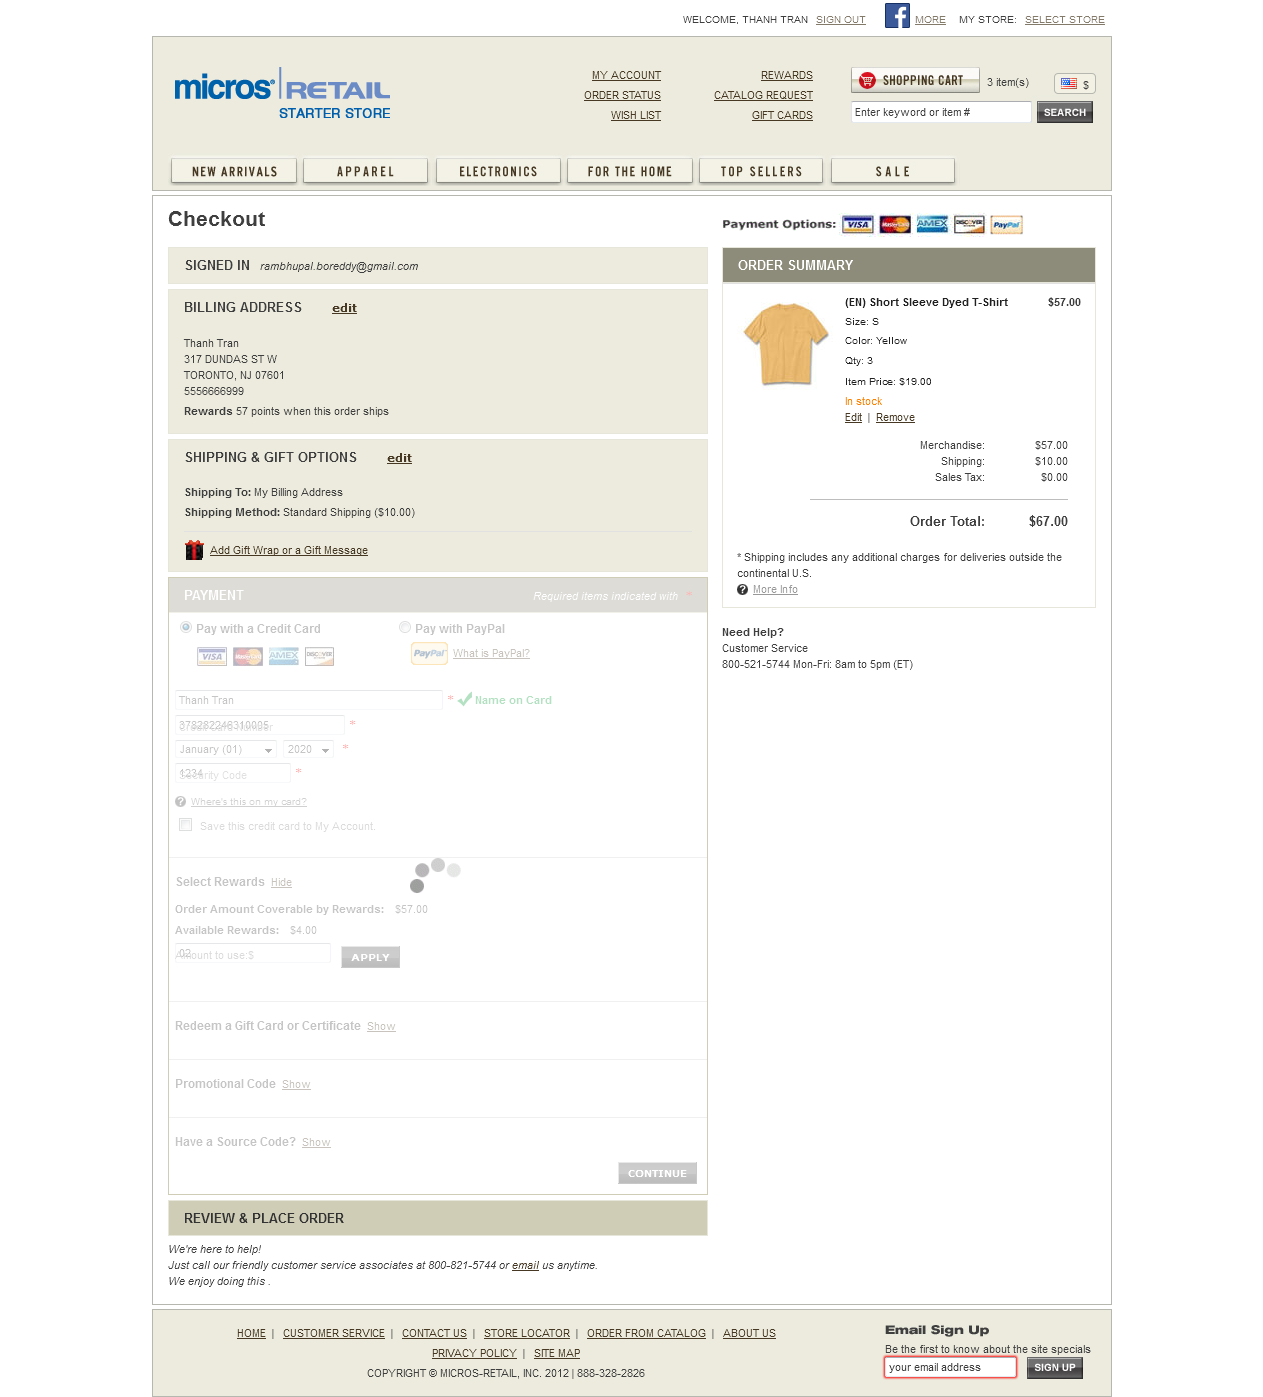 WELCOME, THANH TRAN SIGN OUT MORE MY STORE: SELECT STORE
micros RETAIL
STARTER STORE
MY ACCOUNT
ORDER STATUS
WISH LIST
REWARDS
CATALOG REQUEST
GIFT CARDS
SHOPPING CART 3 item(s) $
Enter keyword or item # SEARCH
NEW ARRIVALS APPAREL ELECTRONICS FOR THE HOME TOP SELLERS SALE
Checkout
Payment Options: VISA MasterCard AMEX DISCOVER PayPal
SIGNED IN rambhupal.boreddy@gmail.com
BILLING ADDRESS edit
Thanh Tran
317 DUNDAS ST W
TORONTO, NJ 07601
5556666999
Rewards 57 points when this order ships
SHIPPING & GIFT OPTIONS edit
Shipping To: My Billing Address
Shipping Method: Standard Shipping ($10.00)
Add Gift Wrap or a Gift Message
PAYMENT Required items indicated with *
Pay with a Credit Card Pay with PayPal
VISA MasterCard AMEX DISCOVER PayPal What is PayPal?
Thanh Tran * Name on Card
378282246310005 *
Credit Card Number
January (01) 2020 *
1234 *
Security Code
? Where's this on my card?
Save this credit card to My Account.
Select Rewards Hide
Order Amount Coverable by Rewards: $57.00
Available Rewards: $4.00
02
Amount to use:$ APPLY
Redeem a Gift Card or Certificate Show
Promotional Code Show
Have a Source Code? Show
CONTINUE
REVIEW & PLACE ORDER
We're here to help!
Just call our friendly customer service associates at 800-821-5744 or email us anytime.
We enjoy doing this .
ORDER SUMMARY
(EN) Short Sleeve Dyed T-Shirt $57.00
Size: S
Color: Yellow
Qty: 3
Item Price: $19.00
In stock
Edit | Remove
Merchandise: $57.00
Shipping: $10.00
Sales Tax: $0.00
Order Total: $67.00
* Shipping includes any additional charges for deliveries outside the
continental U.S.
? More Info
Need Help?
Customer Service
800-521-5744 Mon-Fri: 8am to 5pm (ET)
HOME | CUSTOMER SERVICE | CONTACT US | STORE LOCATOR | ORDER FROM CATALOG | ABOUT US
PRIVACY POLICY | SITE MAP
COPYRIGHT © MICROS-RETAIL, INC. 2012 | 888-328-2826
Email Sign Up
Be the first to know about the site specials
your email address SIGN UP